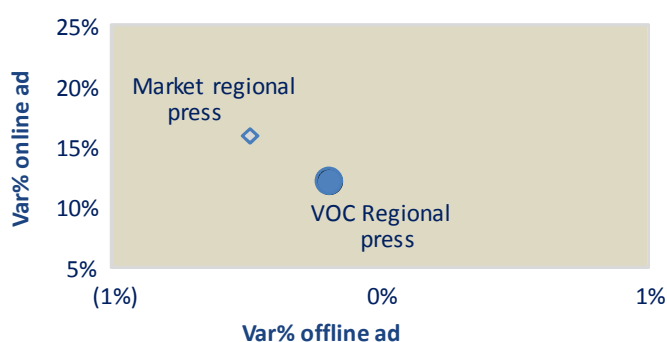 25%
20%
15%
10%
5%
Var% online ad
Market regional
press
VOC Regional
press
(1%)
0%
1%
Var% offline ad